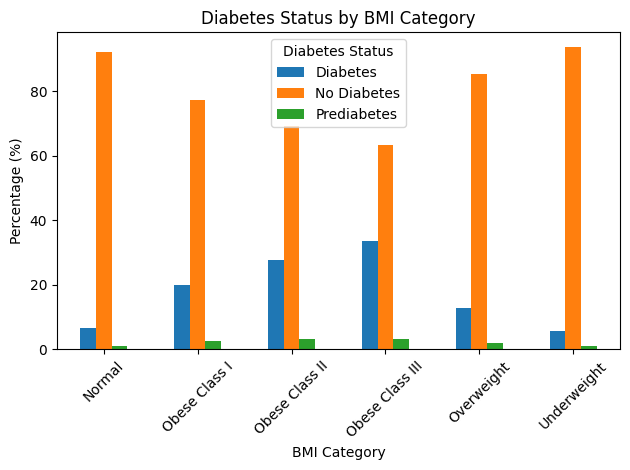 Diabetes Status by BMI Category
Diabetes Status
Diabetes
No Diabetes
Prediabetes
Percentage (%)
80
60
40
20
0
Normal
Obese Class I
Obese Class II
Obese Class III
Overweight
Underweight
BMI Category